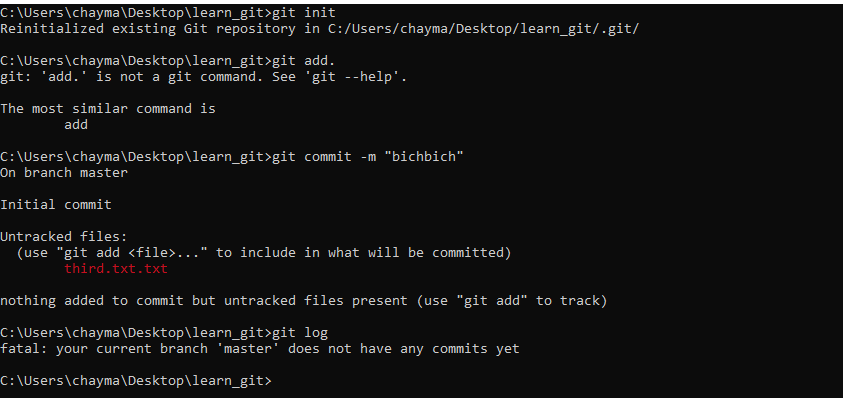 C:\Users\chayma\Desktop\learn_git>git init
Reinitialized existing Git repository in C:/Users/chayma/Desktop/learn_git/.git/
C:\Users\chayma\Desktop\learn_git>git add.
git: 'add.' is not a git command. See 'git --help'.
The most similar command is
add
C:\Users\chayma\Desktop\learn_git>git commit -m "bichbich"
On branch master
Initial commit
Untracked files:
(use "git add <file>..." to include in what will be committed)
third.txt.txt
nothing added to commit but untracked files present (use "git add" to track)
C:\Users\chayma\Desktop\learn_git>git log
fatal: your current branch 'master' does not have any commits yet
C:\Users\chayma\Desktop\learn_git>